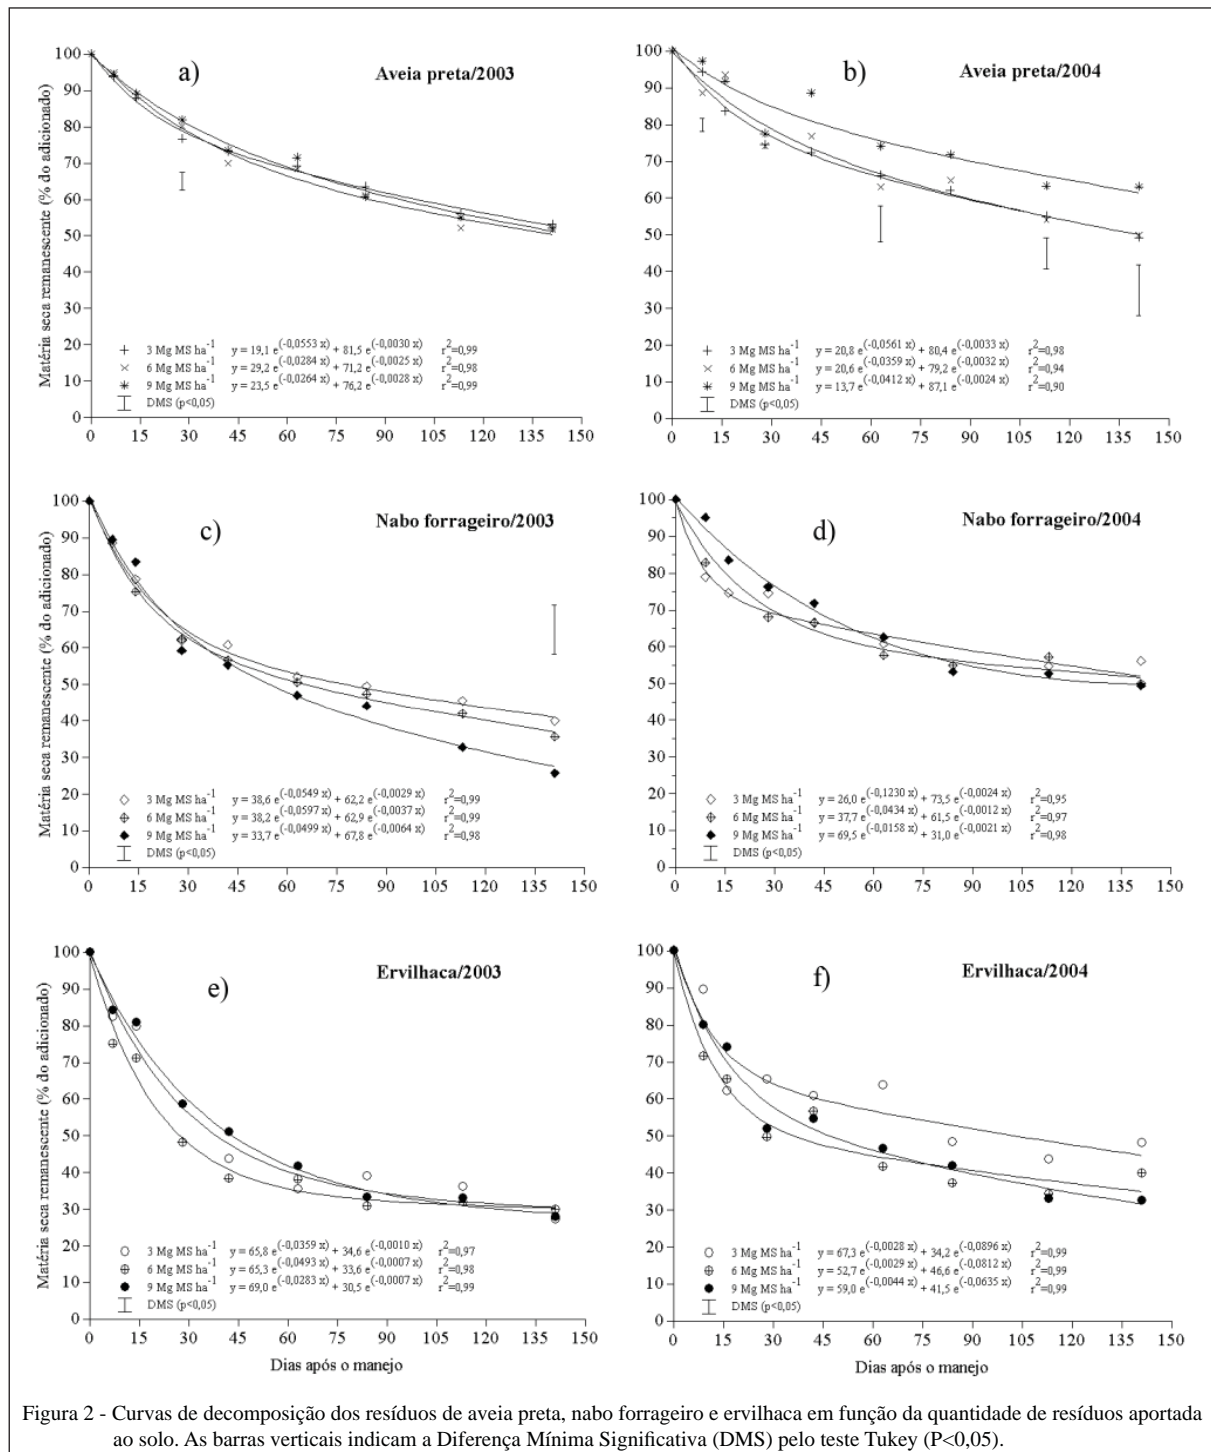 Matéria seca remanescente (% do adicionado)
100
90
80
70
60
50
40
30
20
10
0
a)
Aveia preta/2003
3 Mg MS ha-1 y = 19,1 e(-0,0553 x) + 81,5 e(-0,0030 x) r2=0,99
6 Mg MS ha-1 y = 29,2 e(-0,0284 x) + 71,2 e(-0,0025 x) r2=0,98
9 Mg MS ha-1 y = 23,5 e(-0,0264 x) + 76,2 e(-0,0028 x) r2=0,99
DMS (p<0,05)
0 15 30 45 60 75 90 105 120 135 150
100
90
80
70
60
50
40
30
20
10
0
b)
Aveia preta/2004
3 Mg MS ha-1 y = 20,8 e(-0,0561 x) + 80,4 e(-0,0033 x) r2=0,98
6 Mg MS ha-1 y = 20,6 e(-0,0359 x) + 79,2 e(-0,0032 x) r2=0,94
9 Mg MS ha-1 y = 13,7 e(-0,0412 x) + 87,1 e(-0,0024 x) r2=0,90
DMS (p<0,05)
0 15 30 45 60 75 90 105 120 135 150
Matéria seca remanescente (% do adicionado)
100
90
80
70
60
50
40
30
20
10
0
c)
Nabo forrageiro/2003
3 Mg MS ha-1 y = 38,6 e(-0,0549 x) + 62,2 e(-0,0029 x) r2=0,99
6 Mg MS ha-1 y = 38,2 e(-0,0597 x) + 62,9 e(-0,0037 x) r2=0,99
9 Mg MS ha-1 y = 33,7 e(-0,0499 x) + 67,8 e(-0,0064 x) r2=0,98
DMS (p<0,05)
0 15 30 45 60 75 90 105 120 135 150
100
90
80
70
60
50
40
30
20
10
0
d)
Nabo forrageiro/2004
3 Mg MS ha-1 y = 26,0 e(-0,1230 x) + 73,5 e(-0,0024 x) r2=0,95
6 Mg MS ha-1 y = 37,7 e(-0,0434 x) + 61,5 e(-0,0012 x) r2=0,97
9 Mg MS ha-1 y = 69,5 e(-0,0158 x) + 31,0 e(-0,0021 x) r2=0,98
DMS (p<0,05)
0 15 30 45 60 75 90 105 120 135 150
Matéria seca remanescente (% do adicionado)
100
90
80
70
60
50
40
30
20
10
0
e)
Ervilhaca/2003
3 Mg MS ha-1 y = 65,8 e(-0,0359 x) + 34,6 e(-0,0010 x) r2=0,97
6 Mg MS ha-1 y = 65,3 e(-0,0493 x) + 33,6 e(-0,0007 x) r2=0,98
9 Mg MS ha-1 y = 69,0 e(-0,0283 x) + 30,5 e(-0,0007 x) r2=0,99
DMS (p<0,05)
0 15 30 45 60 75 90 105 120 135 150
Dias após o manejo
100
90
80
70
60
50
40
30
20
10
0
f)
Ervilhaca/2004
3 Mg MS ha-1 y = 67,3 e(-0,0028 x) + 34,2 e(-0,0896 x) r2=0,99
6 Mg MS ha-1 y = 52,7 e(-0,0029 x) + 46,6 e(-0,0812 x) r2=0,99
9 Mg MS ha-1 y = 59,0 e(-0,0044 x) + 41,5 e(-0,0635 x) r2=0,99
DMS (p<0,05)
0 15 30 45 60 75 90 105 120 135 150
Dias após o manejo
Figura 2 - Curvas de decomposição dos resíduos de aveia preta, nabo forrageiro e ervilhaca em função da quantidade de resíduos aportada
ao solo. As barras verticais indicam a Diferença Mínima Significativa (DMS) pelo teste Tukey (P<0,05).